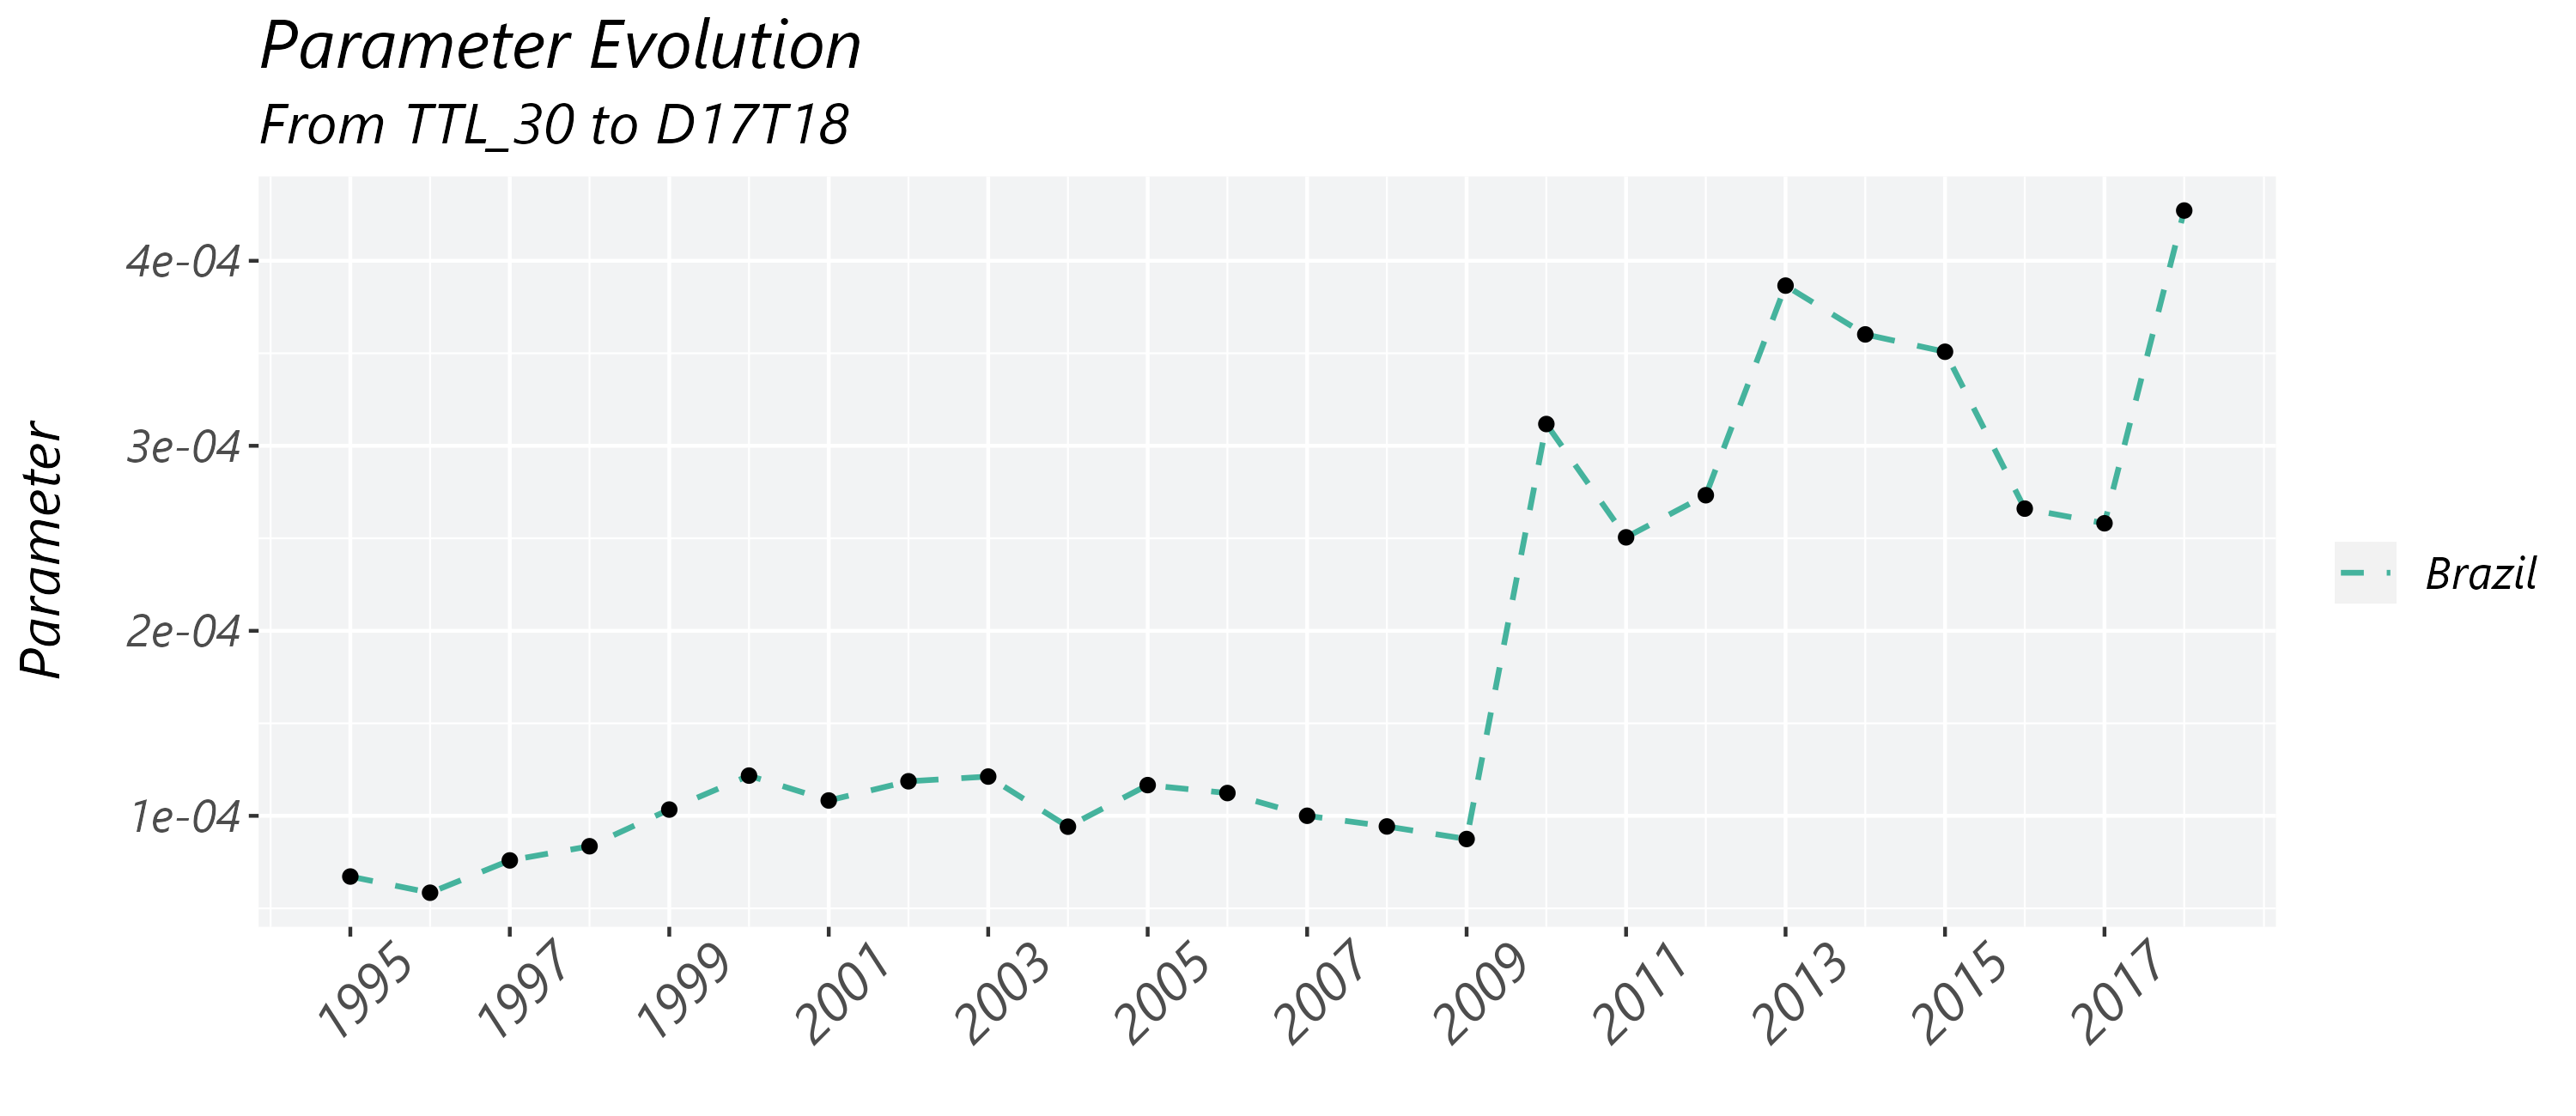 Parameter Evolution
From TTL_30 to D17T18
Parameter
4e-04
3e-04
2e-04
1e-04
1995
1997
1999
2001
2003
2005
2007
2009
2011
2013
2015
2017
Brazil